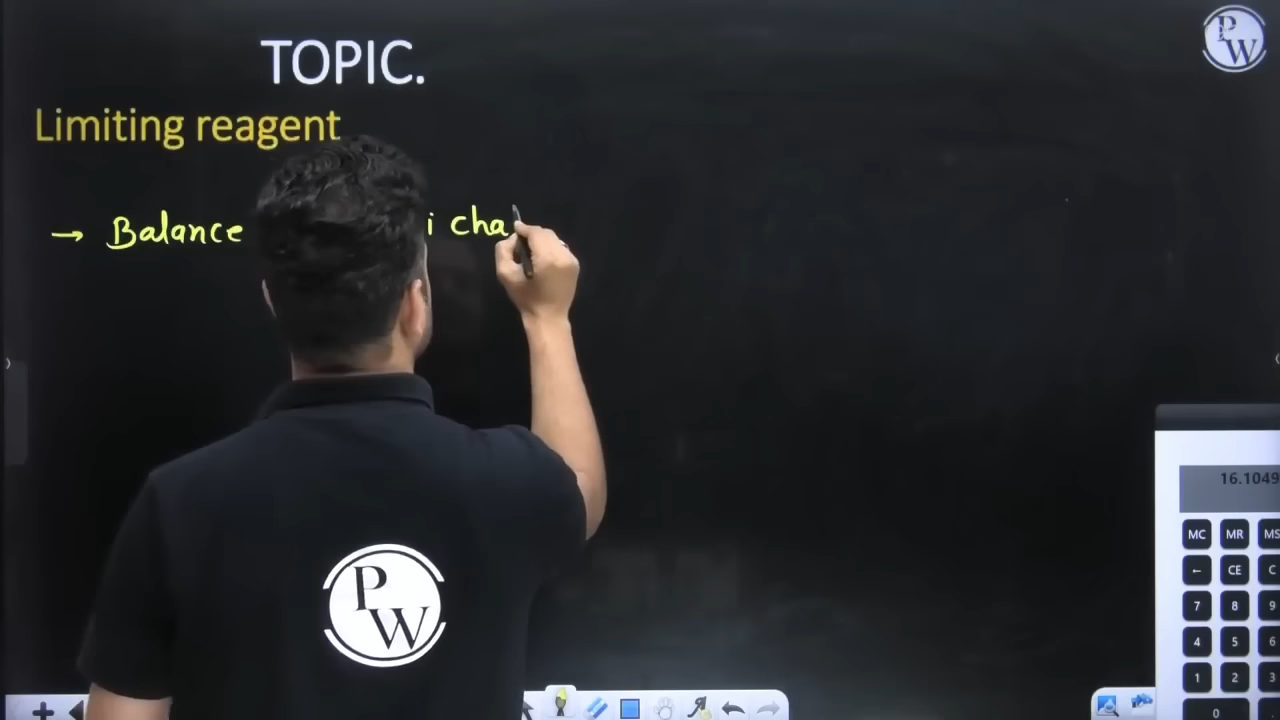 TOPIC.
Limiting reagent
→ Balance i cha
PW
PW
16.1049
MC MR MS
← CE C
7 8 9
4 5 6
1 2 3
0